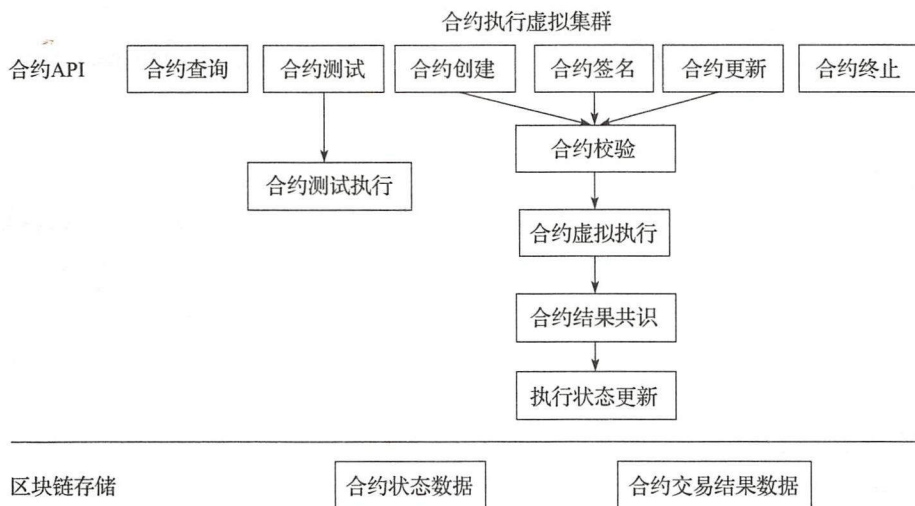 合约执行虚拟集群
合约API 合约查询 合约测试 合约创建 合约签名 合约更新 合约终止
合约校验
合约测试执行
合约虚拟执行
合约结果共识
执行状态更新
区块链存储 合约状态数据 合约交易结果数据